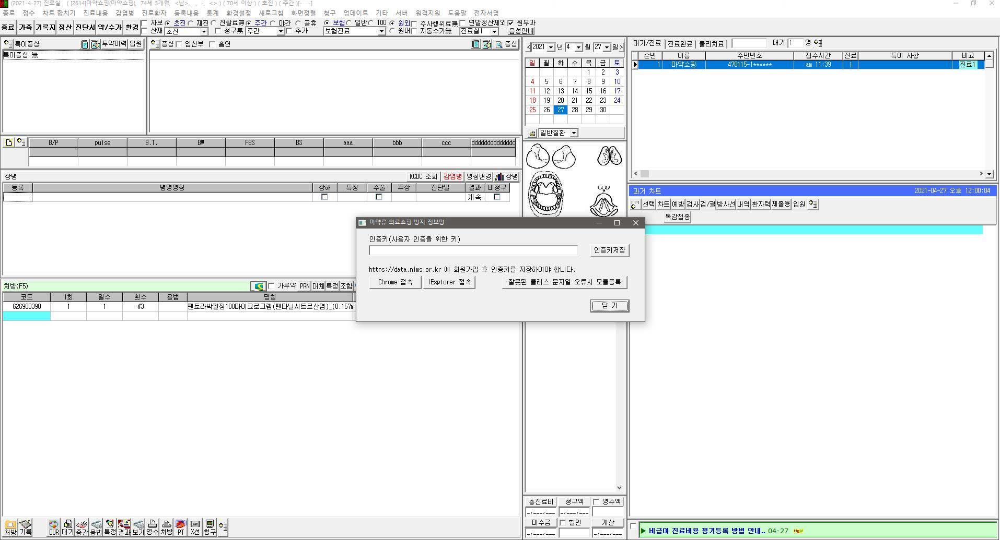 (2021-4-27) 진료실 ( [2614]마약쇼핑(마약쇼핑), 74세 3개월, <남>, , -, <> ) ( 70세 이상 ) ( 초진 ) ( 주간 )[- -]
종료 접수 차트 합치기 진료내용 감염병 진료환자 등록내용 통계 환경설정 새로고침 화면정렬 청구 업데이트 기타 서버 원격지원 도움말 전자서명
종료 가족 기록지 정산 진단서 약/수가 환경
자보 초진 재진 진찰료無 주간 야간 공휴 보험 일반 100 원외 주사행위료無 연말정산제외 원무과
산재 초진 청구無 주간 추가 보험진료 원내 자동수가無 진료실1 음성안내
특이증상 투약이력 입원
특이증상 無
증상 임산부 흡연 증상
2021 년 4 월 27 일
일 월 화 수 목 금 토
1 2 3
4 5 6 7 8 9 10
11 12 13 14 15 16 17
18 19 20 21 22 23 24
25 26 27 28 29 30
일반질환
대기/진료 진료완료 물리치료 대기 1 명
순번 이름 주민번호 접수시간 진료 특이 사항 비고
1 마약쇼핑 470115-1****** am 11:39 1 진료1
B/P pulse B.T. BW FBS BS aaa bbb ccc
상병 KCDC 조회 감염병 명칭변경 상병
등록 병명명칭 상해 특정 수술 주상 진단일 결과 비청구
계속
과거 차트 2021-04-27 오후 12:00:04
선택 차트 예방 검사 검/결 방사선 내역 환자력 제출용 입원
독감접종
마약류 의료쇼핑 방지 정보망
인증키(사용자 인증을 위한 키)
인증키저장
https://data.nims.or.kr 에 회원가입 후 인증키를 저장하여야 합니다.
Chrome 접속 IExplorer 접속 잘못된 클래스 문자열 오류시 모듈등록
닫 기
처방(F5) 가루약 PRN 대체 특정 조합
코드 1회 일수 횟수 용법 명칭
626900390 1 1 #3 펜토라박칼정100마이크로그램(펜타닐시트르산염)_(0.157m
총진료비 청구액 영수액
-,---,--- -,---,---
미수금 할인 계산
-,---,--- -,---,---
처방 기록 DUR 대기 중간 용법 특정 결과 보기 영수 처방 PT X선 청구
비급여 진료비용 정기등록 방법 안내.. 04-27 NEW